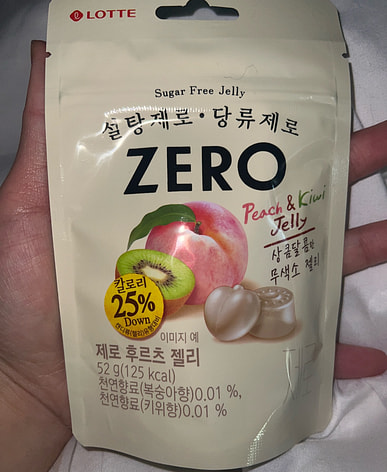 LOTTE
Sugar Free Jelly
설탕제로·당류제로
ZERO
Peach & Kiwi
Jelly
상콤달콤한
무색소 젤리
칼로리
25%
Down
이미지 예
제로 후르츠 젤리
52 g(125 kcal)
천연향료(복숭아향)0.01 %,
천연향료(키위향)0.01 %